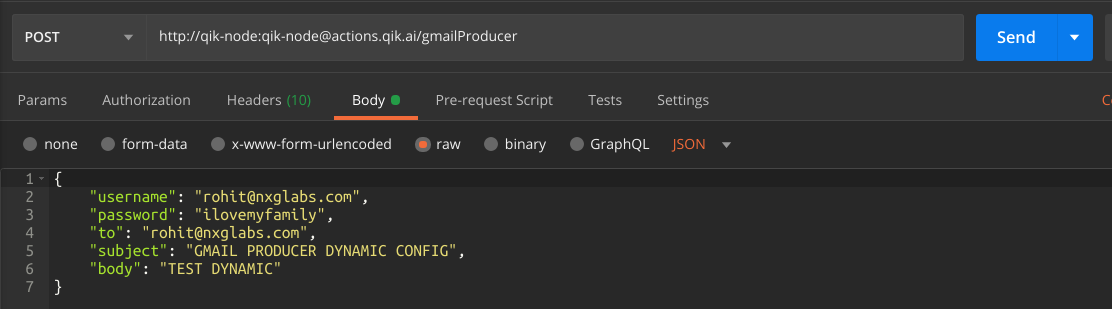 POST http://qik-node:qik-node@actions.qik.ai/gmailProducer Send
Params Authorization Headers (10) Body Pre-request Script Tests Settings
none form-data x-www-form-urlencoded raw binary GraphQL JSON
1 {
2 "username": "rohit@nxglabs.com",
3 "password": "ilovemyfamily",
4 "to": "rohit@nxglabs.com",
5 "subject": "GMAIL PRODUCER DYNAMIC CONFIG",
6 "body": "TEST DYNAMIC"
7 }